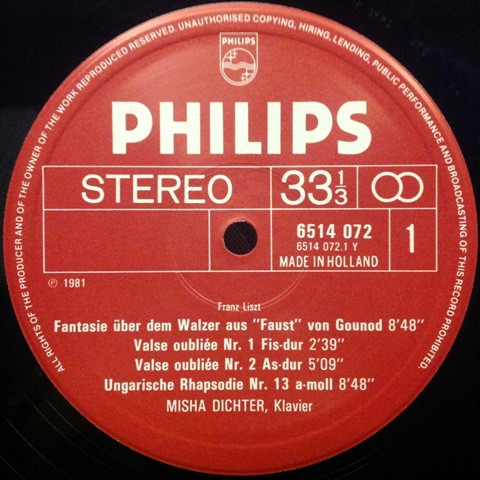 ALL RIGHTS OF THE PRODUCER AND OF THE OWNER OF THE WORK REPRODUCED RESERVED. UNAUTHORISED COPYING, HIRING, LENDING, PUBLIC PERFORMANCE AND BROADCASTING OF THIS RECORD PROHIBITED.
PHILIPS
PHILIPS
STEREO 33 1/3
6514 072
6514 072.1 Y
MADE IN HOLLAND
1
℗ 1981
Franz Liszt
Fantasie über dem Walzer aus "Faust" von Gounod 8'48"
Valse oubliée Nr. 1 Fis-dur 2'39"
Valse oubliée Nr. 2 As-dur 5'09"
Ungarische Rhapsodie Nr. 13 a-moll 8'48"
MISHA DICHTER, Klavier